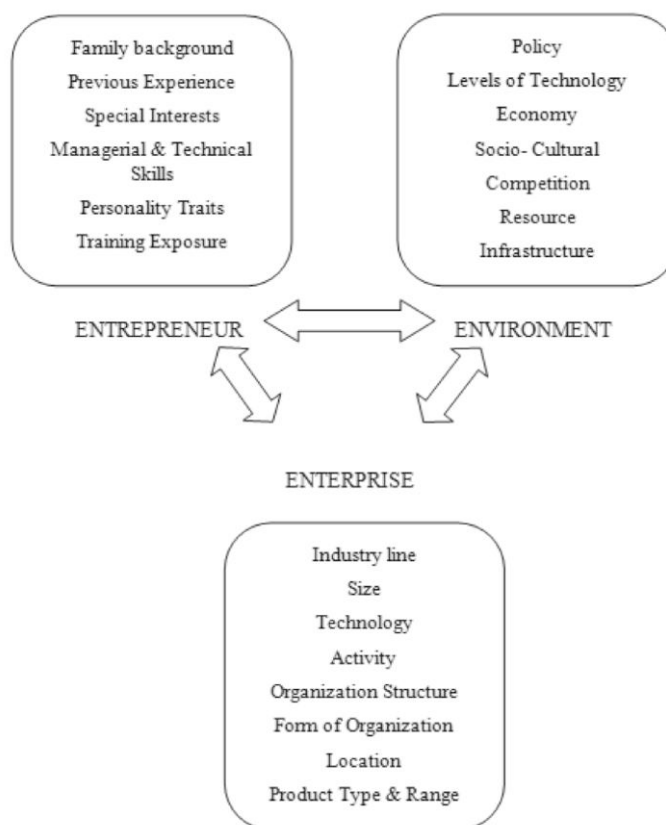 Family background
Previous Experience
Special Interests
Managerial & Technical
Skills
Personality Traits
Training Exposure
Policy
Levels of Technology
Economy
Socio- Cultural
Competition
Resource
Infrastructure
ENTREPRENEUR
ENVIRONMENT
ENTERPRISE
Industry line
Size
Technology
Activity
Organization Structure
Form of Organization
Location
Product Type & Range